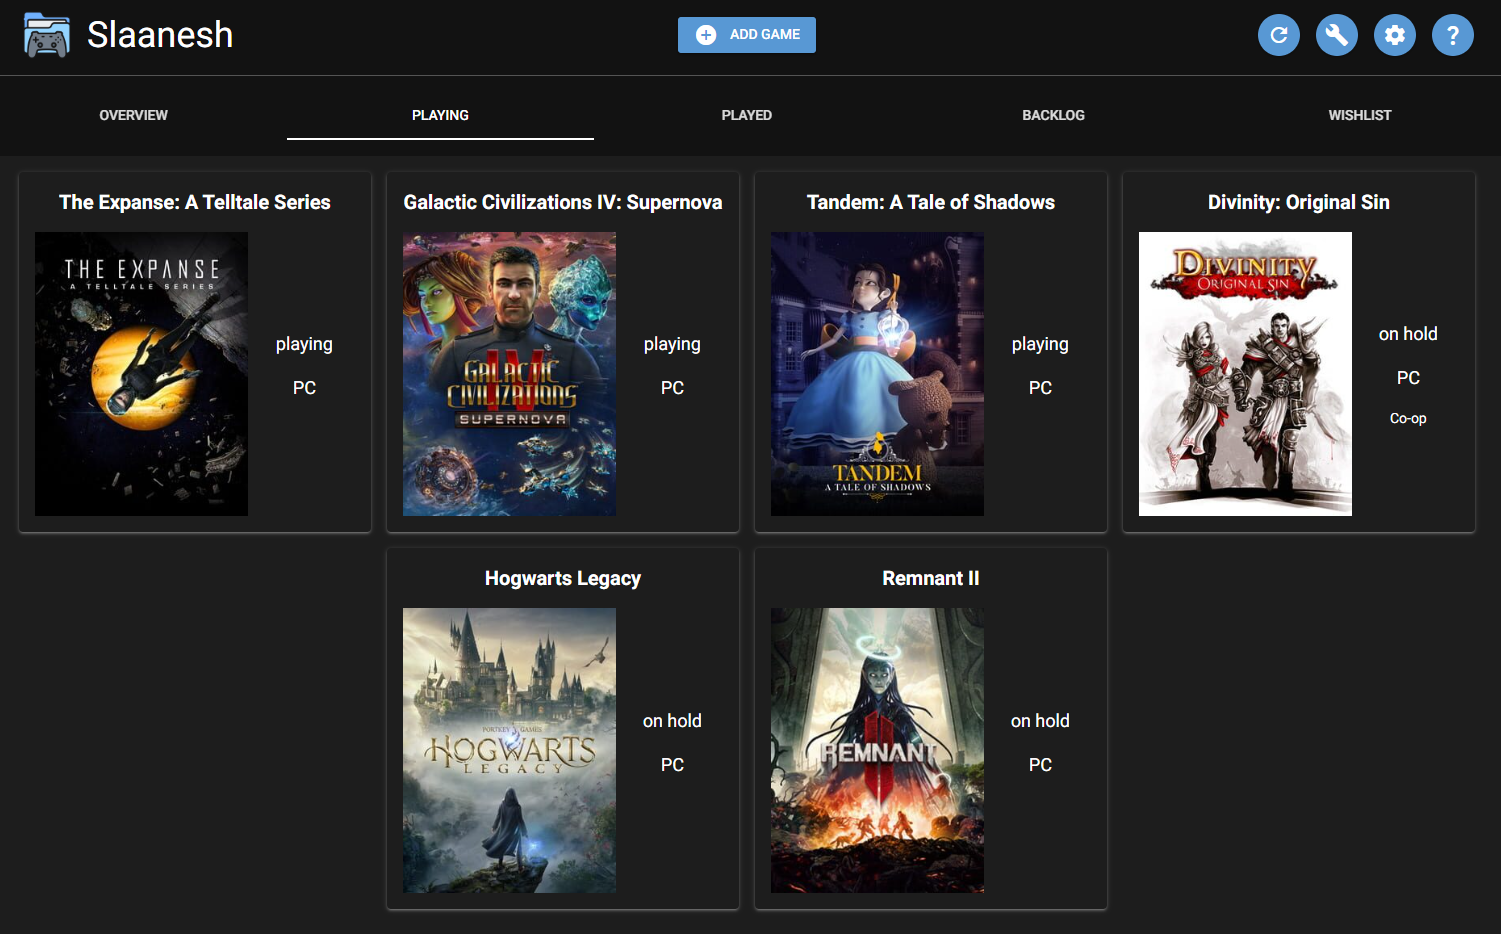 Slaanesh
ADD GAME
?
OVERVIEW
PLAYING
PLAYED
BACKLOG
WISHLIST
The Expanse: A Telltale Series
THE EXPANSE
A TELLTALE SERIES
playing
PC
Galactic Civilizations IV: Supernova
IV
GALACTIC
CIVILIZATIONS
SUPERNOVA
playing
PC
Tandem: A Tale of Shadows
TANDEM
A TALE OF SHADOWS
playing
PC
Divinity: Original Sin
DIVINITY
ORIGINAL SIN
on hold
PC
Co-op
Hogwarts Legacy
PORTKEY GAMES
HOGWARTS
LEGACY
on hold
PC
Remnant II
REMNANT
II
on hold
PC